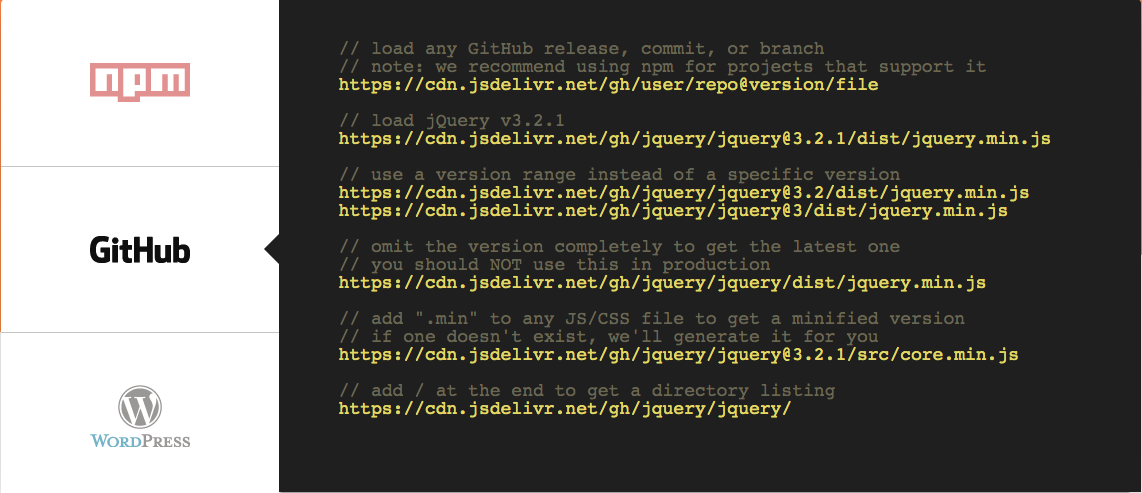 npm
GitHub
WORDPRESS
// load any GitHub release, commit, or branch
// note: we recommend using npm for projects that support it
https://cdn.jsdelivr.net/gh/user/repo@version/file
// load jQuery v3.2.1
https://cdn.jsdelivr.net/gh/jquery/jquery@3.2.1/dist/jquery.min.js
// use a version range instead of a specific version
https://cdn.jsdelivr.net/gh/jquery/jquery@3.2/dist/jquery.min.js
https://cdn.jsdelivr.net/gh/jquery/jquery@3/dist/jquery.min.js
// omit the version completely to get the latest one
// you should NOT use this in production
https://cdn.jsdelivr.net/gh/jquery/jquery/dist/jquery.min.js
// add ".min" to any JS/CSS file to get a minified version
// if one doesn't exist, we'll generate it for you
https://cdn.jsdelivr.net/gh/jquery/jquery@3.2.1/src/core.min.js
// add / at the end to get a directory listing
https://cdn.jsdelivr.net/gh/jquery/jquery/